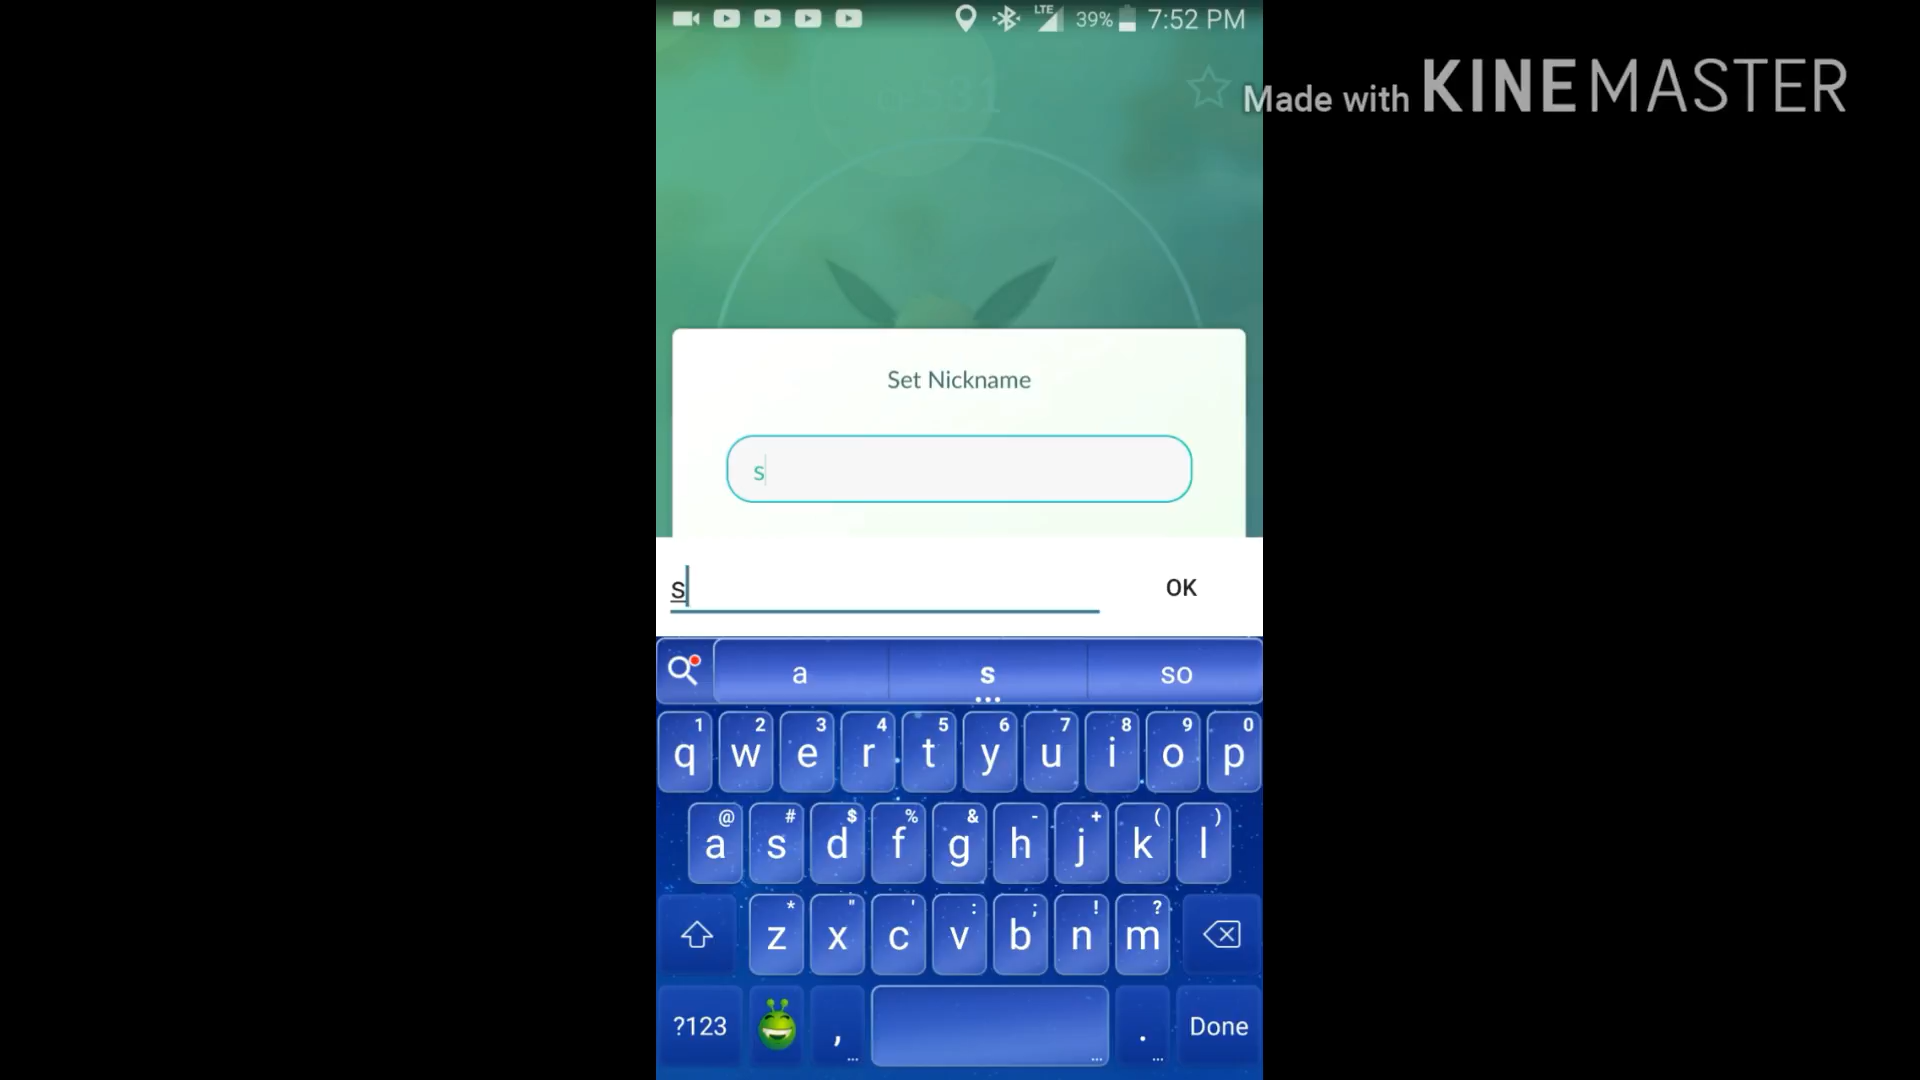 LTE 39% 7:52 PM
Made with KINEMASTER
Set Nickname
s
s OK
a s so
1 2 3 4 5 6 7 8 9 0
q w e r t y u i o p
@ # $ % & - + ( )
a s d f g h j k l
* " ' : ; ! ?
z x c v b n m
?123 , . Done